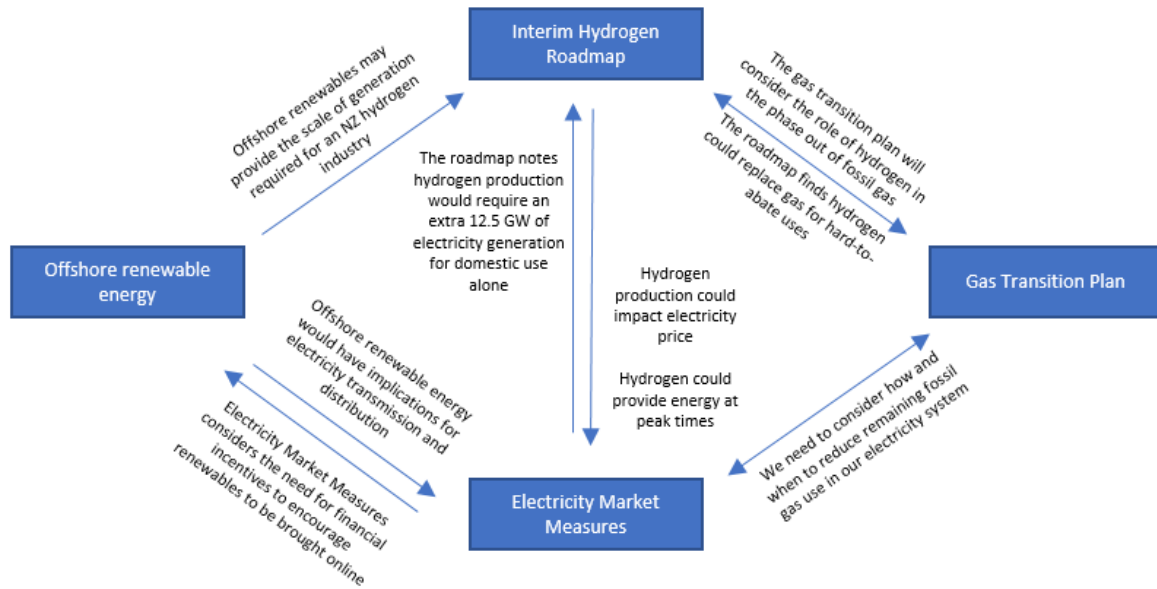 Interim Hydrogen
Roadmap
Offshore renewables may
provide the scale of generation
required for an NZ hydrogen
industry
The gas transition plan will
consider the role of hydrogen in
the phase out of fossil gas
The roadmap finds hydrogen
could replace gas for hard-to-
abate uses
The roadmap notes
hydrogen production
would require an
extra 12.5 GW of
electricity generation
for domestic use
alone
Offshore renewable
energy
Hydrogen
production could
impact electricity
price
Hydrogen could
provide energy at
peak times
Gas Transition Plan
Offshore renewable energy
would have implications for
electricity transmission and
distribution
Electricity Market Measures
considers the need for financial
incentives to encourage
renewables to be brought online
Electricity Market
Measures
We need to consider how and
when to reduce remaining fossil
gas use in our electricity system